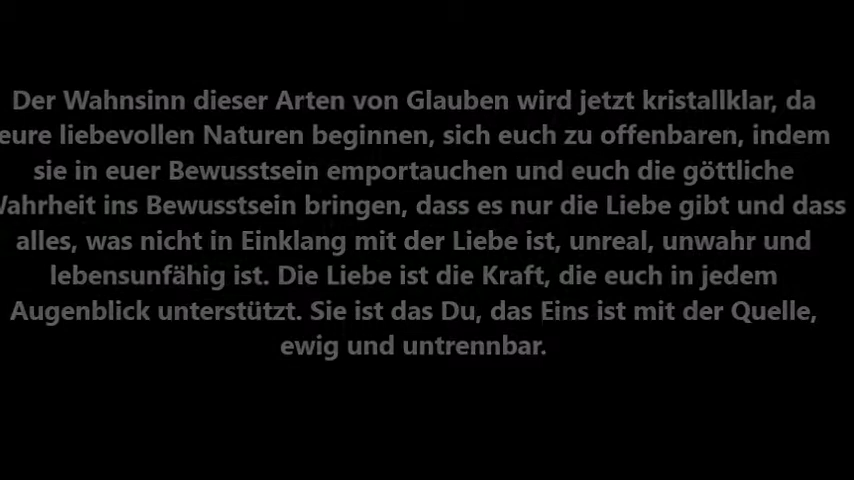 Der Wahnsinn dieser Arten von Glauben wird jetzt kristallklar, da
eure liebevollen Naturen beginnen, sich euch zu offenbaren, indem
sie in euer Bewusstsein emportauchen und euch die göttliche
Wahrheit ins Bewusstsein bringen, dass es nur die Liebe gibt und dass
alles, was nicht in Einklang mit der Liebe ist, unreal, unwahr und
lebensunfähig ist. Die Liebe ist die Kraft, die euch in jedem
Augenblick unterstützt. Sie ist das Du, das Eins ist mit der Quelle,
ewig und untrennbar.